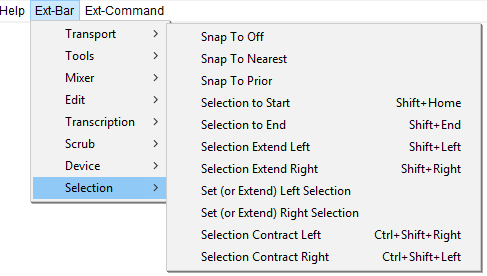 Help Ext-Bar Ext-Command
Transport
Tools
Mixer
Edit
Transcription
Scrub
Device
Selection
Snap To Off
Snap To Nearest
Snap To Prior
Selection to Start Shift+Home
Selection to End Shift+End
Selection Extend Left Shift+Left
Selection Extend Right Shift+Right
Set (or Extend) Left Selection
Set (or Extend) Right Selection
Selection Contract Left Ctrl+Shift+Right
Selection Contract Right Ctrl+Shift+Left